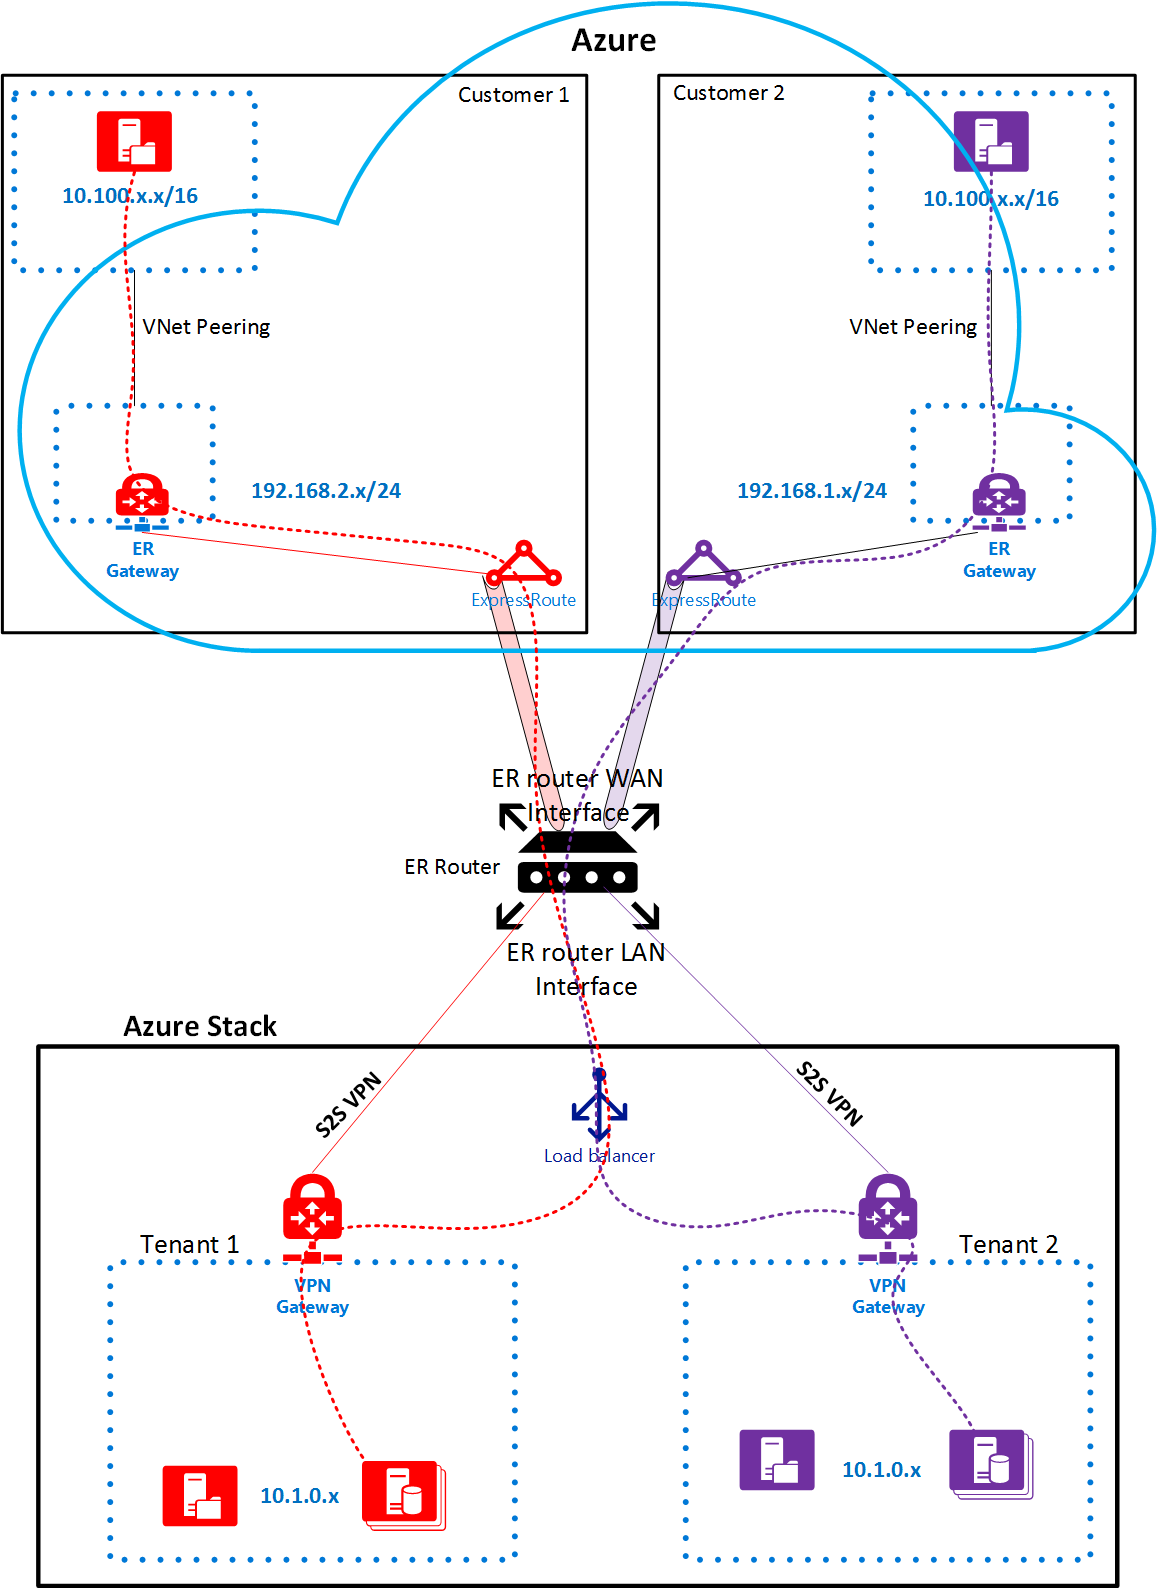 Azure
Customer 1
Customer 2
10.100.x.x/16
10.100.x.x/16
VNet Peering
VNet Peering
192.168.2.x/24
192.168.1.x/24
ER
Gateway
ER
Gateway
ExpressRoute
ExpressRoute
ER router WAN
Interface
ER Router
ER router LAN
Interface
Azure Stack
S2S VPN
S2S VPN
Load balancer
Tenant 1
Tenant 2
VPN
Gateway
VPN
Gateway
10.1.0.x
10.1.0.x